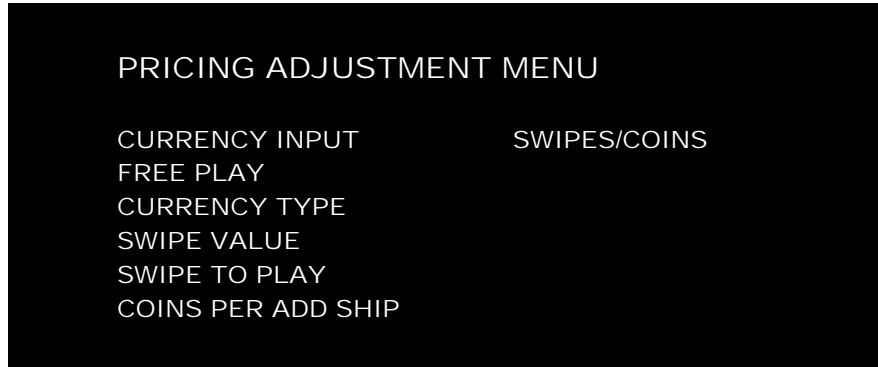 PRICING ADJUSTMENT MENU
CURRENCY INPUT SWIPES/COINS
FREE PLAY
CURRENCY TYPE
SWIPE VALUE
SWIPE TO PLAY
COINS PER ADD SHIP